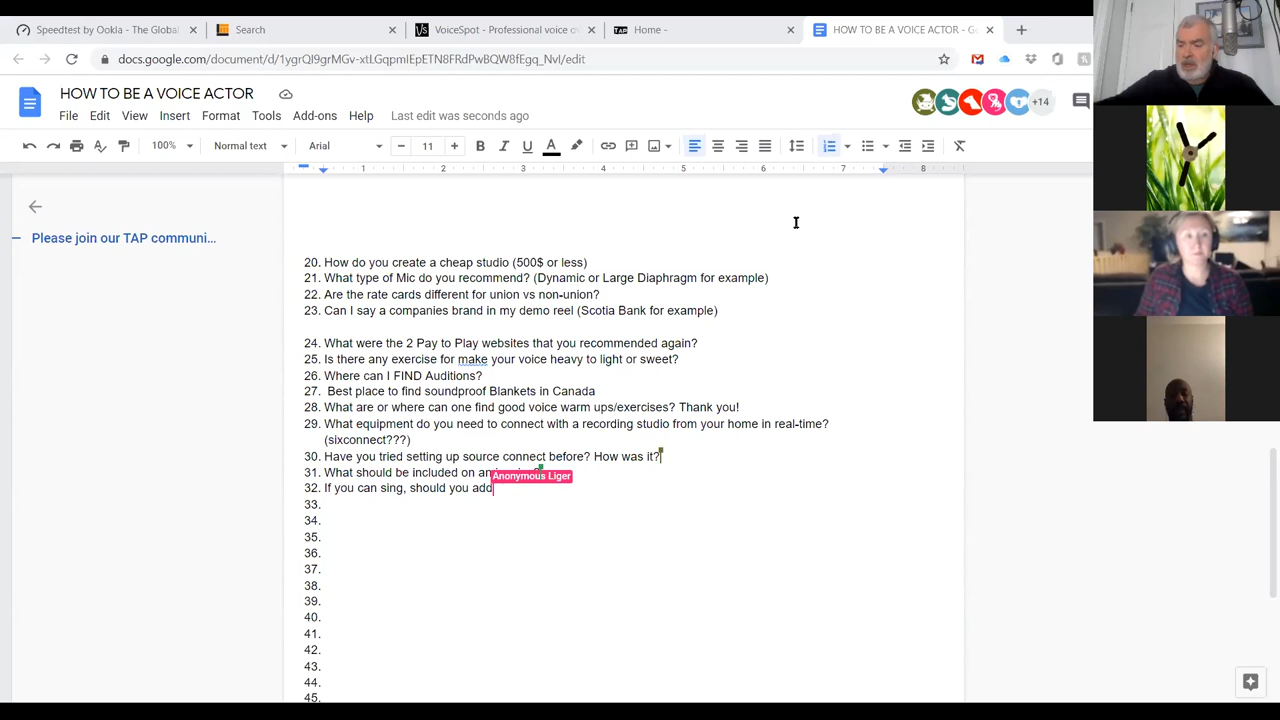 Speedtest by Ookla - The Global
Search
VoiceSpot - Professional voice ov
TAP Home -
HOW TO BE A VOICE ACTOR - Go
HOW TO BE A VOICE ACTOR
File Edit View Insert Format Tools Add-ons Help Last edit was seconds ago
+14
100% Normal text Arial 11
1 2 3 4 5 6 7 8
Please join our TAP communi...
20. How do you create a cheap studio (500$ or less)
21. What type of Mic do you recommend? (Dynamic or Large Diaphragm for example)
22. Are the rate cards different for union vs non-union?
23. Can I say a companies brand in my demo reel (Scotia Bank for example)
24. What were the 2 Pay to Play websites that you recommended again?
25. Is there any exercise for make your voice heavy to light or sweet?
26. Where can I FIND Auditions?
27. Best place to find soundproof Blankets in Canada
28. What are or where can one find good voice warm ups/exercises? Thank you!
29. What equipment do you need to connect with a recording studio from your home in real-time?
(sixconnect???)
30. Have you tried setting up source connect before? How was it?
31. What should be included on an
Anonymous Liger
32. If you can sing, should you add
33.
34.
35.
36.
37.
38.
39.
40.
41.
42.
43.
44.
45.